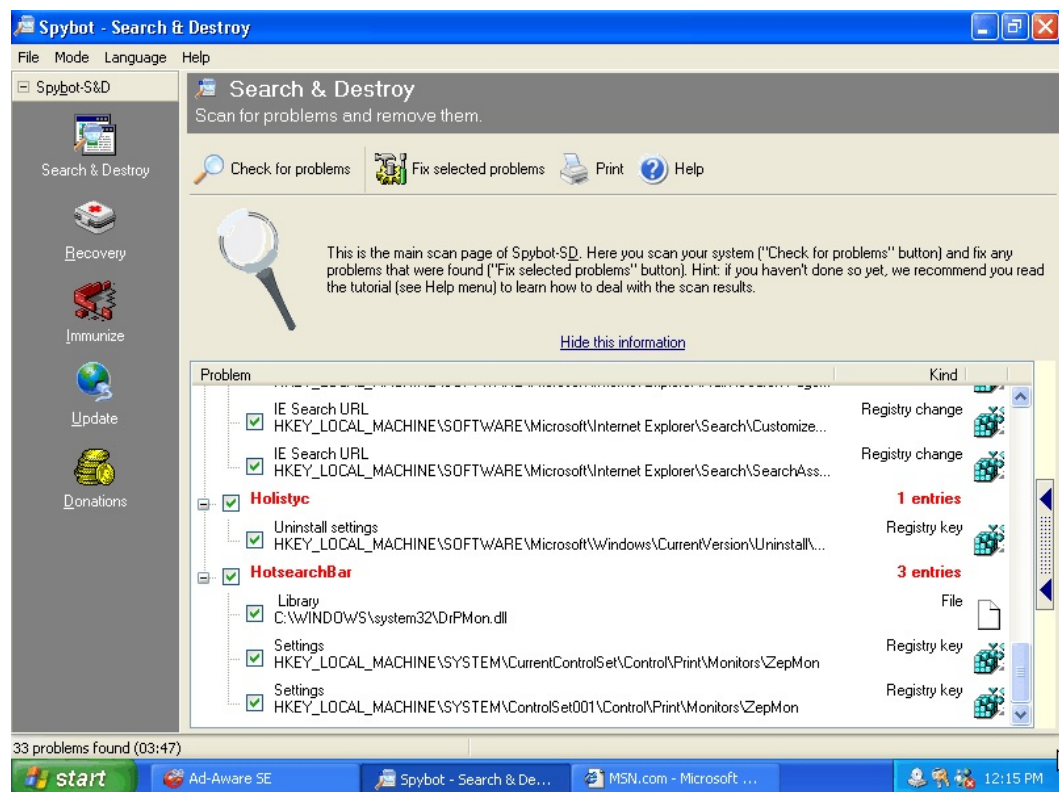 Spybot - Search & Destroy
File Mode Language Help
Spybot-S&D
Search & Destroy
Recovery
Immunize
Update
Donations
Search & Destroy
Scan for problems and remove them.
Check for problems Fix selected problems Print Help
This is the main scan page of Spybot-SD. Here you scan your system ("Check for problems" button) and fix any
problems that were found ("Fix selected problems" button). Hint: if you haven't done so yet, we recommend you read
the tutorial (see Help menu) to learn how to deal with the scan results.
Hide this information
Problem Kind
IE Search URL Registry change
HKEY_LOCAL_MACHINE\SOFTWARE\Microsoft\Internet Explorer\Search\Customize...
IE Search URL Registry change
HKEY_LOCAL_MACHINE\SOFTWARE\Microsoft\Internet Explorer\Search\SearchAss...
Holistyc 1 entries
Uninstall settings Registry key
HKEY_LOCAL_MACHINE\SOFTWARE\Microsoft\Windows\CurrentVersion\Uninstall\...
HotsearchBar 3 entries
Library File
C:\WINDOWS\system32\DrPMon.dll
Settings Registry key
HKEY_LOCAL_MACHINE\SYSTEM\CurrentControlSet\Control\Print\Monitors\ZepMon
Settings Registry key
HKEY_LOCAL_MACHINE\SYSTEM\ControlSet001\Control\Print\Monitors\ZepMon
33 problems found (03:47)
start Ad-Aware SE Spybot - Search & De... MSN.com - Microsoft ... 12:15 PM